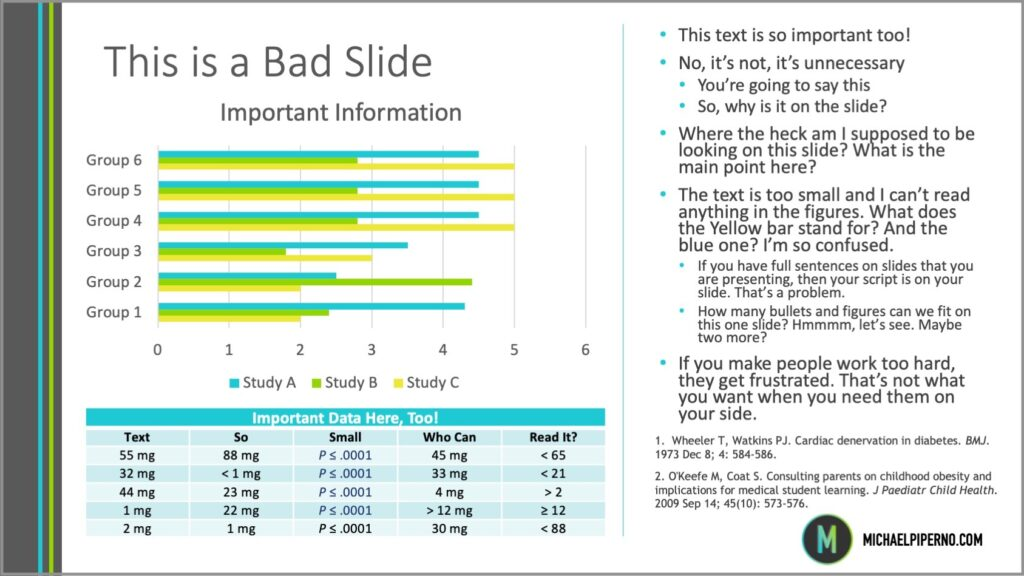 This is a Bad Slide
Important Information
Group 6
Group 5
Group 4
Group 3
Group 2
Group 1
0 1 2 3 4 5 6
Study A Study B Study C
Important Data Here, Too!
Text So Small Who Can Read It?
55 mg 88 mg P ≤ .0001 45 mg < 65
32 mg < 1 mg P ≤ .0001 33 mg < 21
44 mg 23 mg P ≤ .0001 4 mg > 2
1 mg 22 mg P ≤ .0001 > 12 mg ≥ 12
2 mg 1 mg P ≤ .0001 30 mg < 88
• This text is so important too!
• No, it’s not, it’s unnecessary
• You’re going to say this
• So, why is it on the slide?
• Where the heck am I supposed to be
looking on this slide? What is the
main point here?
• The text is too small and I can’t read
anything in the figures. What does
the Yellow bar stand for? And the
blue one? I’m so confused.
• If you have full sentences on slides that you
are presenting, then your script is on your
slide. That’s a problem.
• How many bullets and figures can we fit on
this one slide? Hmmmm, let’s see. Maybe
two more?
• If you make people work too hard,
they get frustrated. That’s not what
you want when you need them on
your side.
1. Wheeler T, Watkins PJ. Cardiac denervation in diabetes. BMJ.
1973 Dec 8; 4: 584-586.
2. O'Keefe M, Coat S. Consulting parents on childhood obesity and
implications for medical student learning. J Paediatr Child Health.
2009 Sep 14; 45(10): 573-576.
M MICHAELPIPERNO.COM